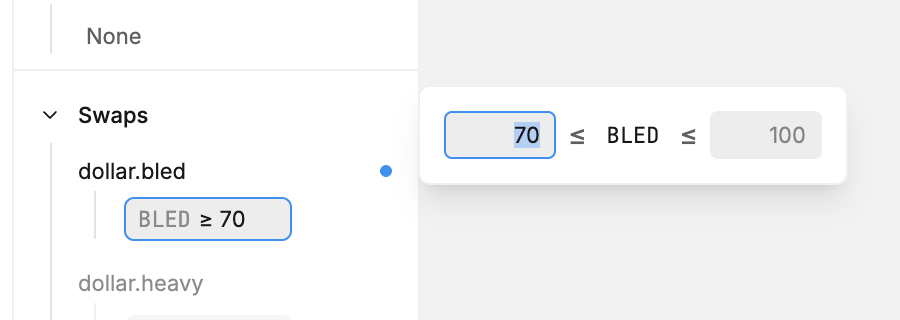 None
Swaps
dollar.bled
BLED ≥ 70
dollar.heavy
70 ≤ BLED ≤ 100